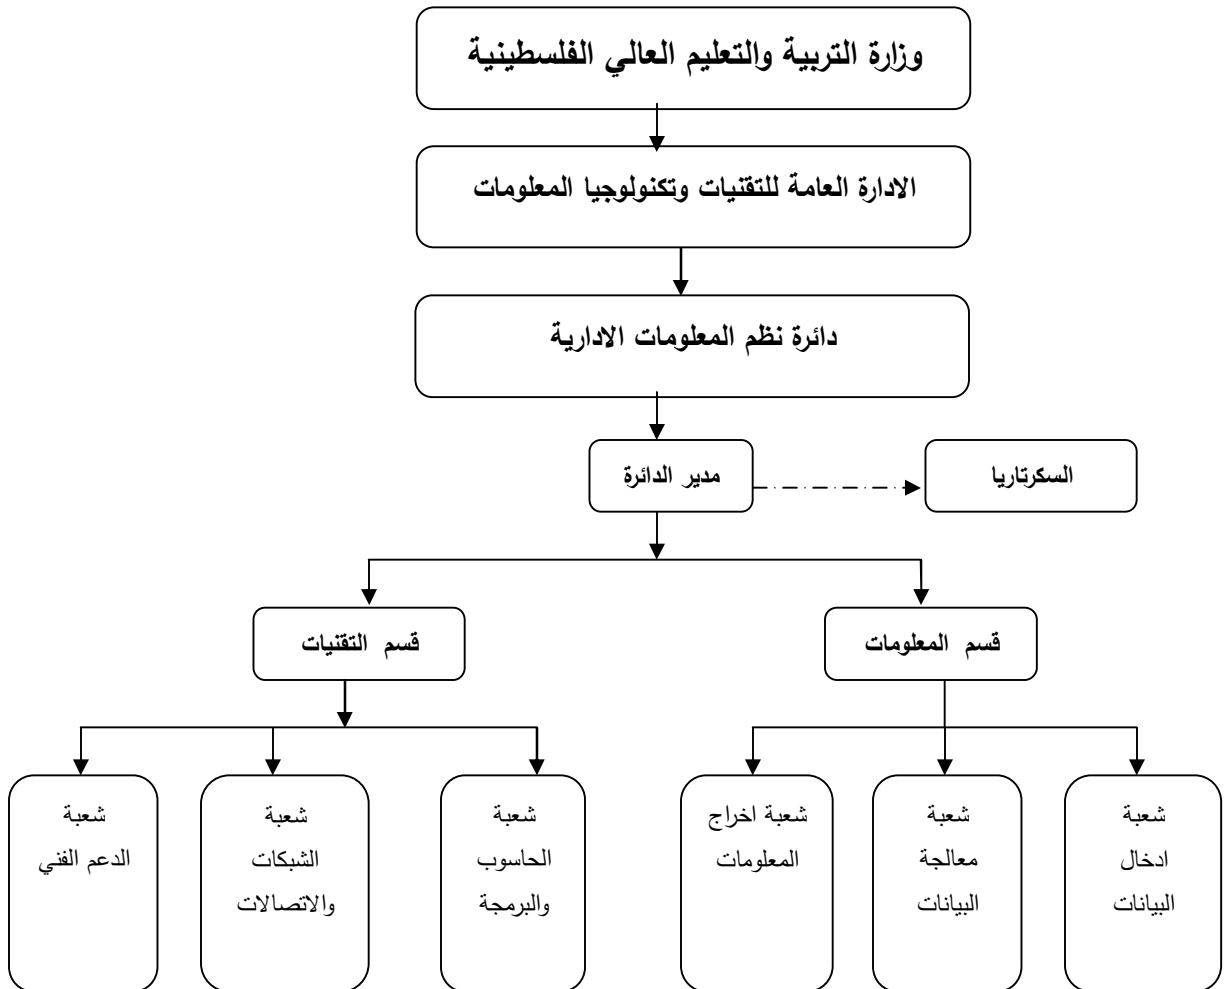 وزارة التربية والتعليم العالي الفلسطينية
الادارة العامة للتقنيات وتكنولوجيا المعلومات
دائرة نظم المعلومات الادارية
مدير الدائرة
السكرتاريا
قسم المعلومات
قسم التقنيات
شعبة
ادخال
البيانات
شعبة
معالجة
البيانات
شعبة اخراج
المعلومات
شعبة
الحاسوب
والبرمجة
شعبة
الشبكات
والاتصالات
شعبة
الدعم الفني